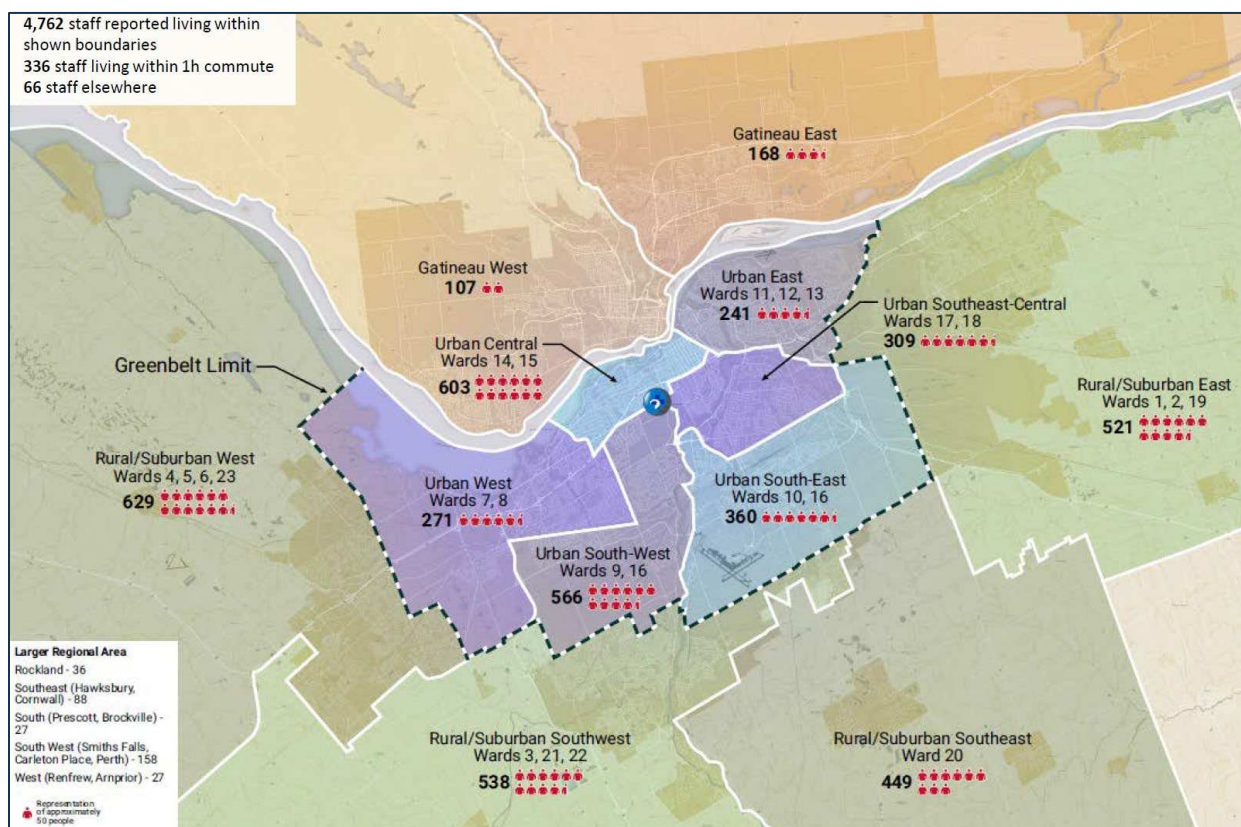 4,762 staff reported living within
shown boundaries
336 staff living within 1h commute
66 staff elsewhere
Gatineau East
168
Gatineau West
107
Urban East
Wards 11, 12, 13
241
Urban Southeast-Central
Wards 17, 18
309
Urban Central
Wards 14, 15
603
Greenbelt Limit
Rural/Suburban East
Wards 1, 2, 19
521
Rural/Suburban West
Wards 4, 5, 6, 23
629
Urban West
Wards 7, 8
271
Urban South-East
Wards 10, 16
360
Urban South-West
Wards 9, 16
566
Rural/Suburban Southwest
Wards 3, 21, 22
538
Rural/Suburban Southeast
Ward 20
449
Larger Regional Area
Rockland - 36
Southeast (Hawksbury,
Cornwall) - 88
South (Prescott, Brockville) -
27
South West (Smiths Falls,
Carleton Place, Perth) - 158
West (Renfrew, Arnprior) - 27
Representation
of approximately
50 people